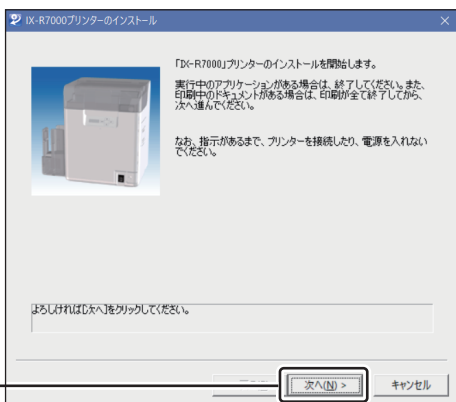 IX-R7000プリンターのインストール
「IX-R7000」プリンターのインストールを開始します。
実行中のアプリケーションがある場合は、終了してください。また、
印刷中のドキュメントがある場合は、印刷が全て終了してから、
次へ進んでください。
なお、指示があるまで、プリンターを接続したり、電源を入れない
でください。
よろしければ[次へ]をクリックしてください。
次へ(N) >
キャンセル